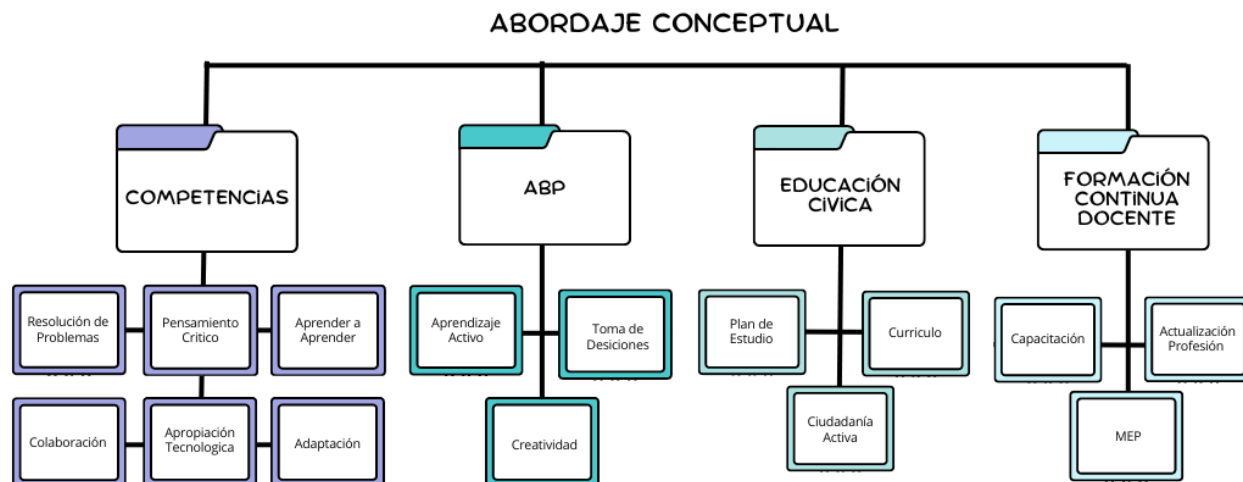 ABORDAJE CONCEPTUAL
COMPETENCIAS
ABP
EDUCACIÓN
CIVICA
FORMACIÓN
CONTINUA
DOCENTE
Resolución de
Problemas
Pensamiento
Critico
Aprender a
Aprender
Colaboración
Apropiación
Tecnologica
Adaptación
Aprendizaje
Activo
Toma de
Desiciones
Creatividad
Plan de
Estudio
Curriculo
Ciudadanía
Activa
Capacitación
Actualización
Profesión
MEP